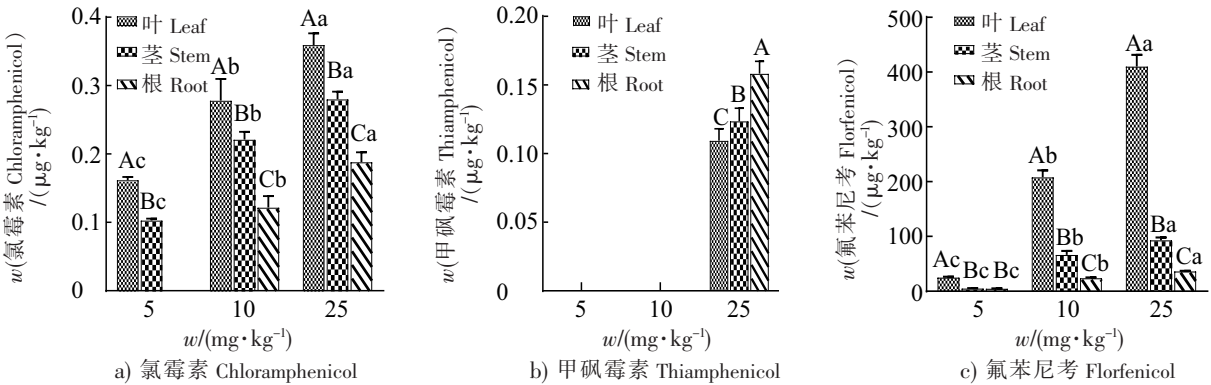 w(氯霉素 Chloramphenicol)
/(μg·kg⁻¹)
0.4
0.3
0.2
0.1
0
叶 Leaf
茎 Stem
根 Root
Ac
Bc
Ab
Bb
Cb
Aa
Ba
Ca
5
10
25
w/(mg·kg⁻¹)
a) 氯霉素 Chloramphenicol
w(甲砜霉素 Thiamphenicol)
/(μg·kg⁻¹)
0.20
0.15
0.10
0.05
0.00
叶 Leaf
茎 Stem
根 Root
C
B
A
5
10
25
w/(mg·kg⁻¹)
b) 甲砜霉素 Thiamphenicol
w(氟苯尼考 Florfenicol)
/(μg·kg⁻¹)
500
400
300
200
100
0
叶 Leaf
茎 Stem
根 Root
Ac
Bc
Bc
Ab
Bb
Cb
Aa
Ba
Ca
5
10
25
w/(mg·kg⁻¹)
c) 氟苯尼考 Florfenicol